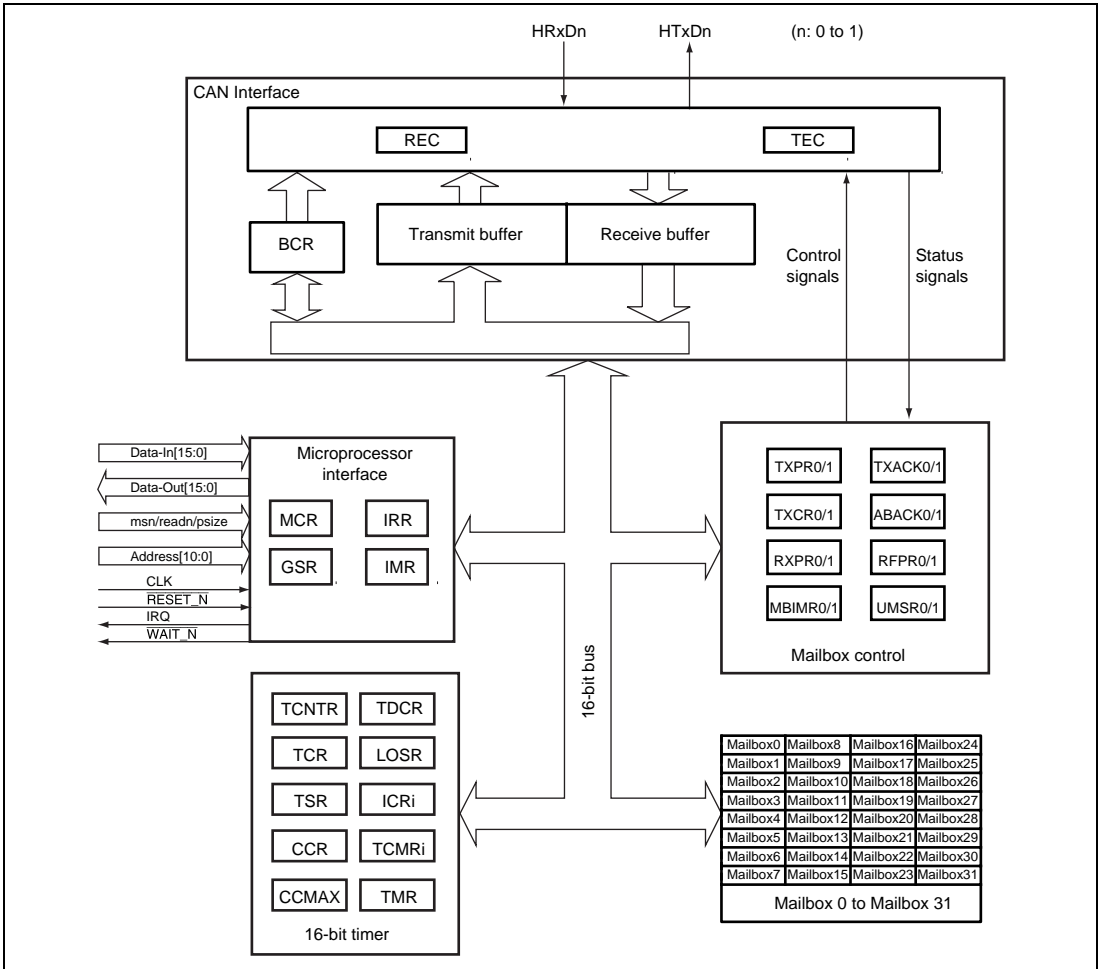 HRxDn HTxDn (n: 0 to 1)
CAN Interface
REC TEC
BCR
Transmit buffer Receive buffer
Control
signals
Status
signals
Data-In[15:0]
Data-Out[15:0]
msn/readn/psize
Address[10:0]
CLK
RESET_N
IRQ
WAIT_N
Microprocessor
interface
MCR IRR
GSR IMR
TXPR0/1 TXACK0/1
TXCR0/1 ABACK0/1
RXPR0/1 RFPR0/1
MBIMR0/1 UMSR0/1
Mailbox control
16-bit bus
TCNTR TDCR
TCR LOSR
TSR ICRi
CCR TCMRi
CCMAX TMR
16-bit timer
Mailbox0 Mailbox8 Mailbox16 Mailbox24
Mailbox1 Mailbox9 Mailbox17 Mailbox25
Mailbox2 Mailbox10 Mailbox18 Mailbox26
Mailbox3 Mailbox11 Mailbox19 Mailbox27
Mailbox4 Mailbox12 Mailbox20 Mailbox28
Mailbox5 Mailbox13 Mailbox21 Mailbox29
Mailbox6 Mailbox14 Mailbox22 Mailbox30
Mailbox7 Mailbox15 Mailbox23 Mailbox31
Mailbox 0 to Mailbox 31